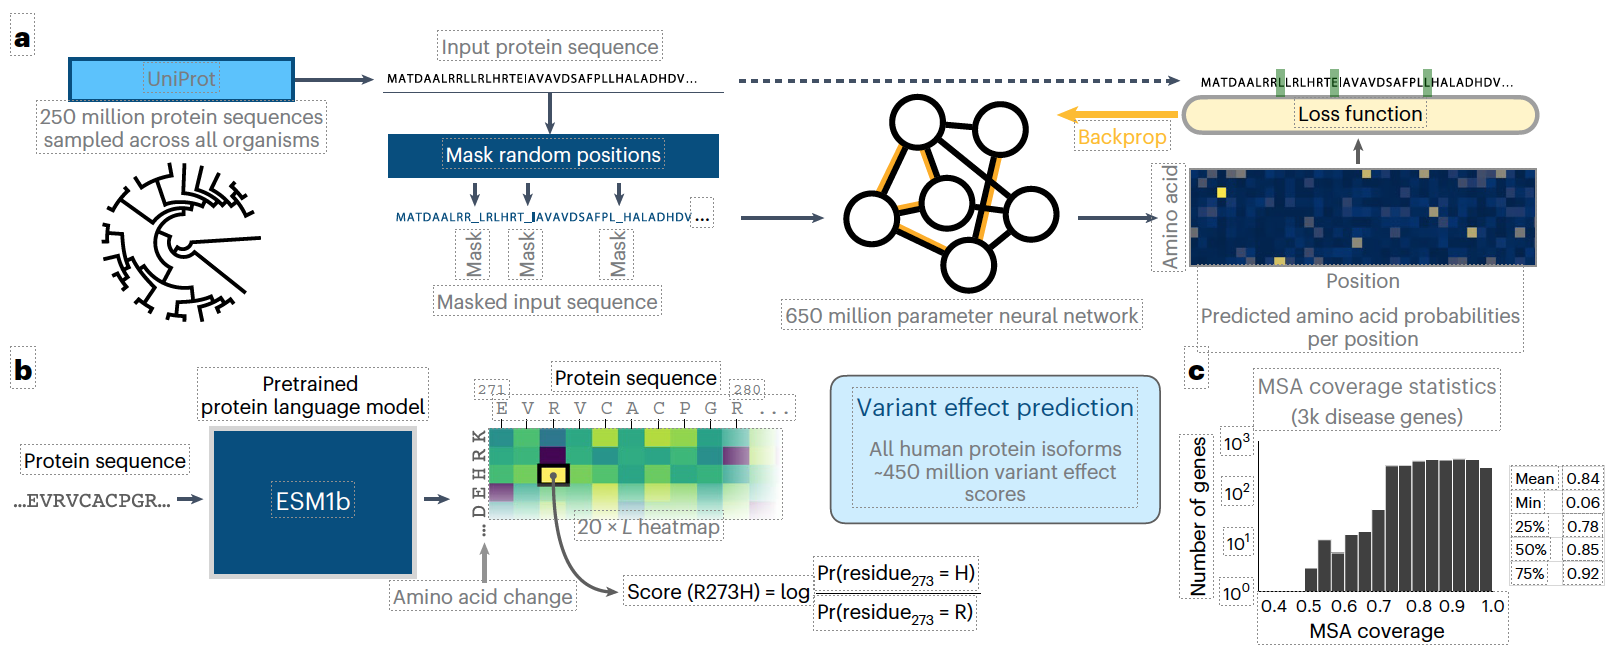 a
UniProt
250 million protein sequences
sampled across all organisms
Input protein sequence
MATDAALRRLLRLHRTEIAVAVDSAFPLLHALADHDV...
Mask random positions
MATDAALRR_LRLHRT_IAVAVDSAFPL_HALADHDV...
Mask
Mask
Mask
Masked input sequence
650 million parameter neural network
MATDAALRRLLRLHRTEIAVAVDSAFPLLHALADHDV...
Loss function
Backprop
Amino acid
Position
Predicted amino acid probabilities
per position
b
Protein sequence
...EVRVCACPGR...
Pretrained
protein language model
ESM1b
Protein sequence
271
280
E V R V C A C P G R ...
K
R
H
E
D
...
Amino acid change
20 × L heatmap
Score (R273H) = log
Pr(residue273 = H)
Pr(residue273 = R)
Variant effect prediction
All human protein isoforms
~450 million variant effect
scores
c
MSA coverage statistics
(3k disease genes)
Number of genes
10³
10²
10¹
10⁰
0.4 0.5 0.6 0.7 0.8 0.9 1.0
MSA coverage
Mean 0.84
Min 0.06
25% 0.78
50% 0.85
75% 0.92